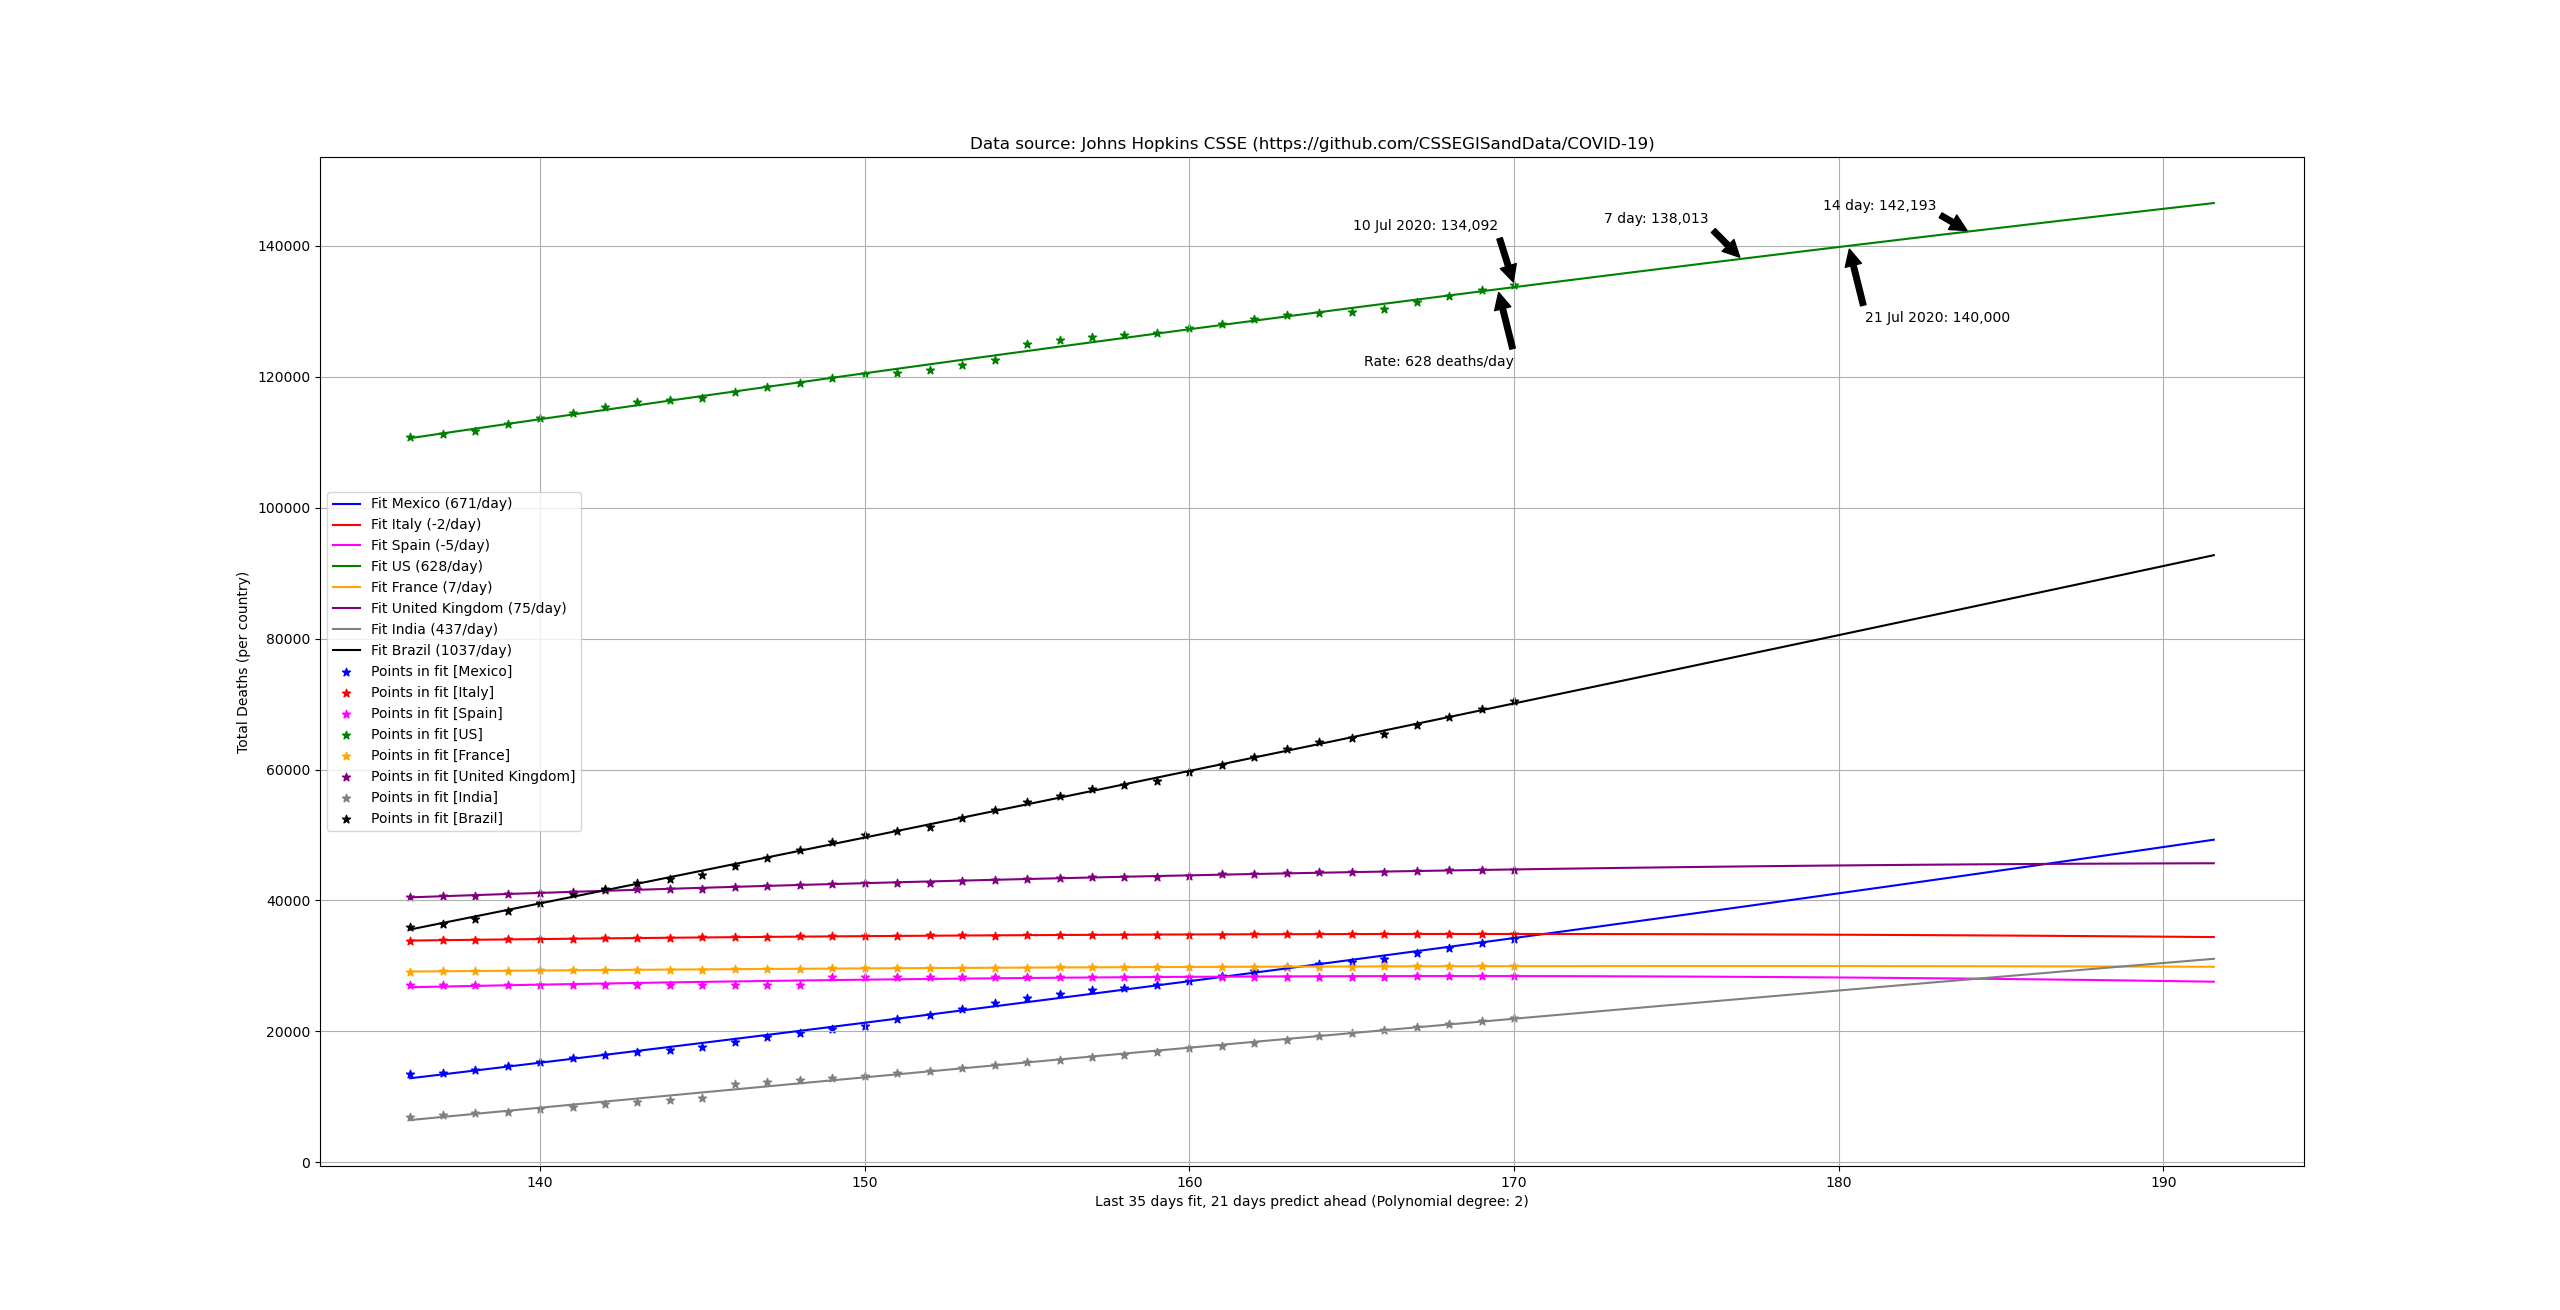 Data source: Johns Hopkins CSSE (https://github.com/CSSEGISandData/COVID-19)
14 day: 142,193
7 day: 138,013
10 Jul 2020: 134,092
21 Jul 2020: 140,000
Rate: 628 deaths/day
140000
120000
100000
80000
60000
40000
20000
0
Total Deaths (per country)
Fit Mexico (671/day)
Fit Italy (-2/day)
Fit Spain (-5/day)
Fit US (628/day)
Fit France (7/day)
Fit United Kingdom (75/day)
Fit India (437/day)
Fit Brazil (1037/day)
Points in fit [Mexico]
Points in fit [Italy]
Points in fit [Spain]
Points in fit [US]
Points in fit [France]
Points in fit [United Kingdom]
Points in fit [India]
Points in fit [Brazil]
140 150 160 170 180 190
Last 35 days fit, 21 days predict ahead (Polynomial degree: 2)